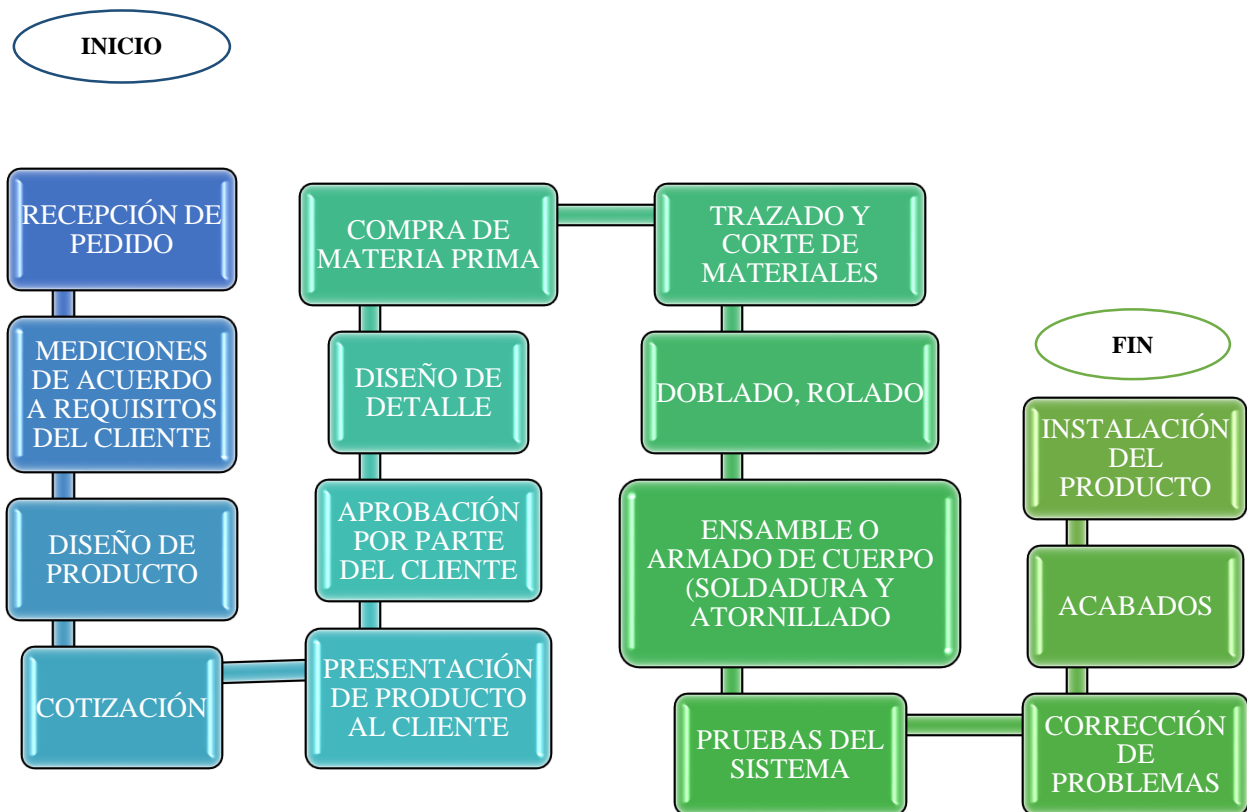 INICIO
RECEPCIÓN DE
PEDIDO
MEDICIONES
DE ACUERDO
A REQUISITOS
DEL CLIENTE
DISEÑO DE
PRODUCTO
COTIZACIÓN
PRESENTACIÓN
DE PRODUCTO
AL CLIENTE
APROBACIÓN
POR PARTE
DEL CLIENTE
DISEÑO DE
DETALLE
COMPRA DE
MATERIA PRIMA
TRAZADO Y
CORTE DE
MATERIALES
DOBLADO, ROLADO
ENSAMBLE O
ARMADO DE CUERPO
(SOLDADURA Y
ATORNILLADO
PRUEBAS DEL
SISTEMA
CORRECCIÓN
DE
PROBLEMAS
ACABADOS
INSTALACIÓN
DEL
PRODUCTO
FIN